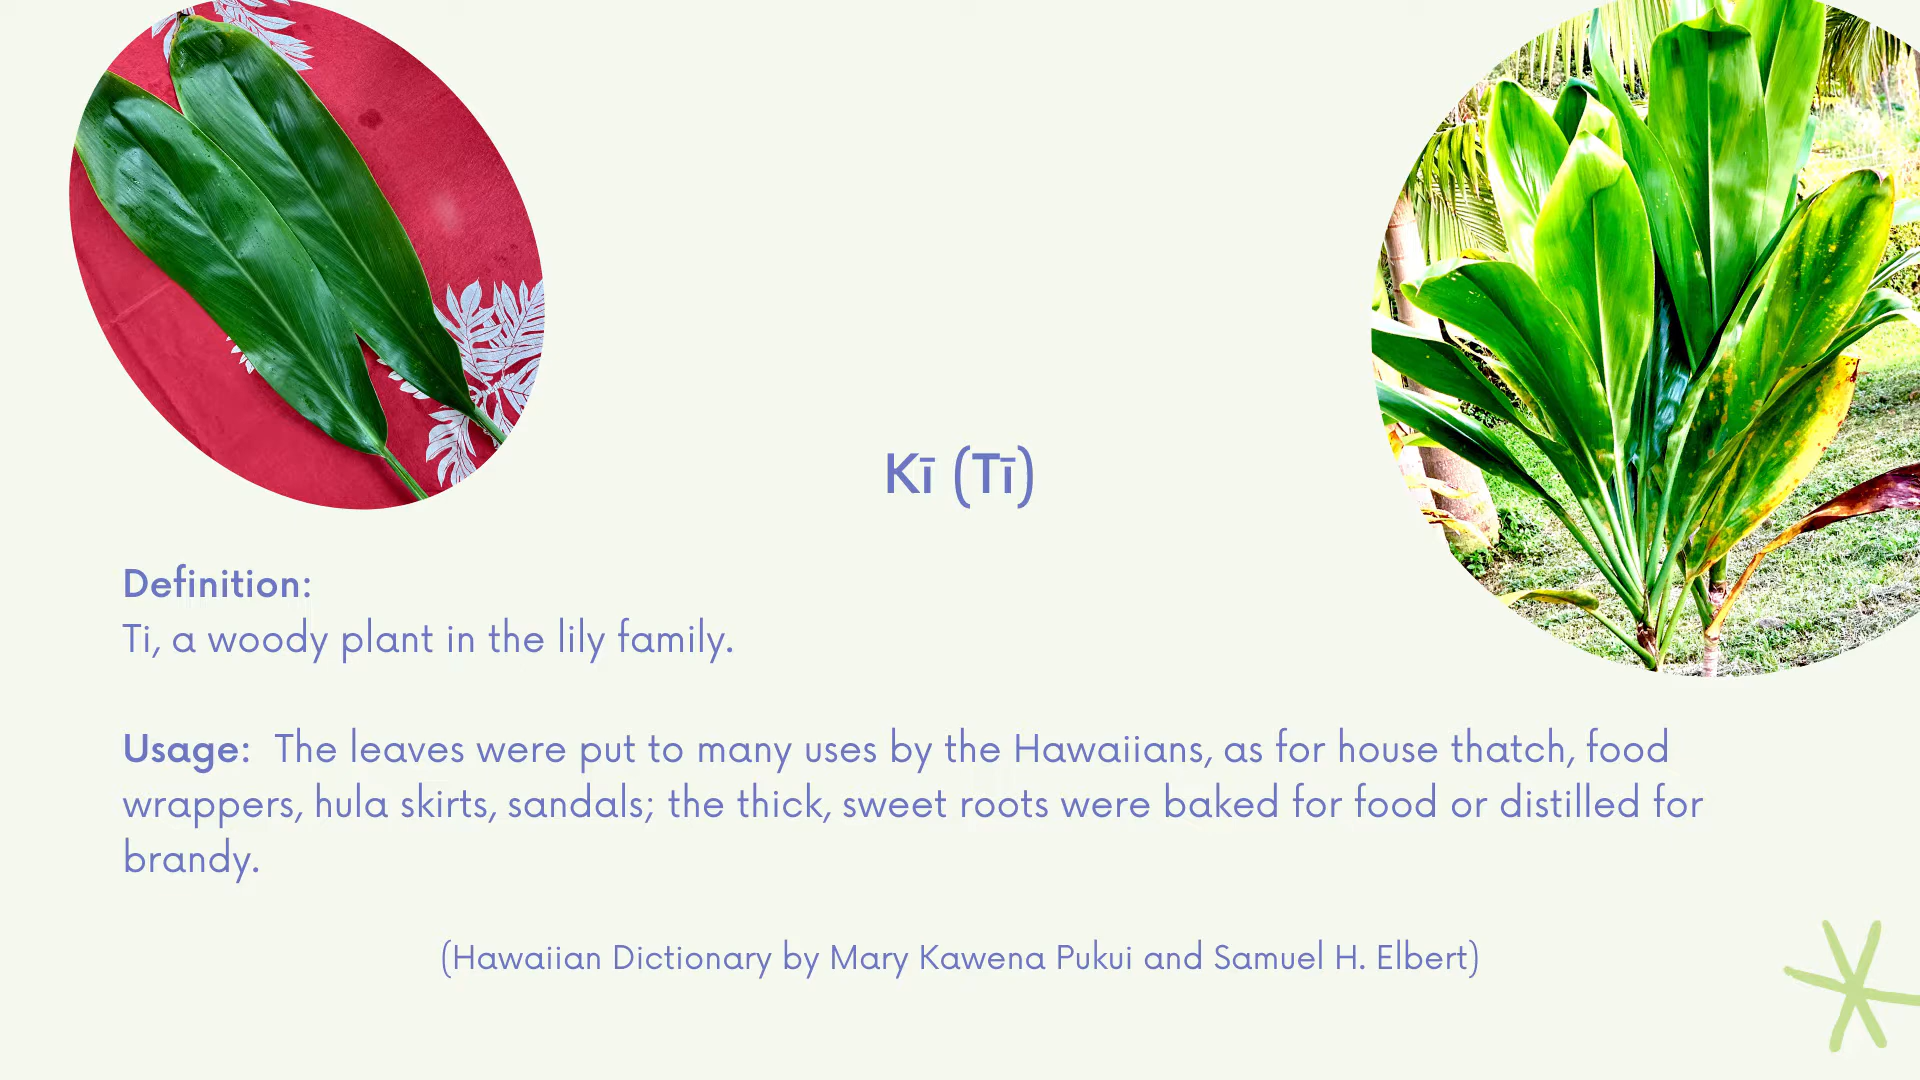 Kī (Tī)
Definition:
Ti, a woody plant in the lily family.
Usage:  The leaves were put to many uses by the Hawaiians, as for house thatch, food
wrappers, hula skirts, sandals; the thick, sweet roots were baked for food or distilled for
brandy.
(Hawaiian Dictionary by Mary Kawena Pukui and Samuel H. Elbert)